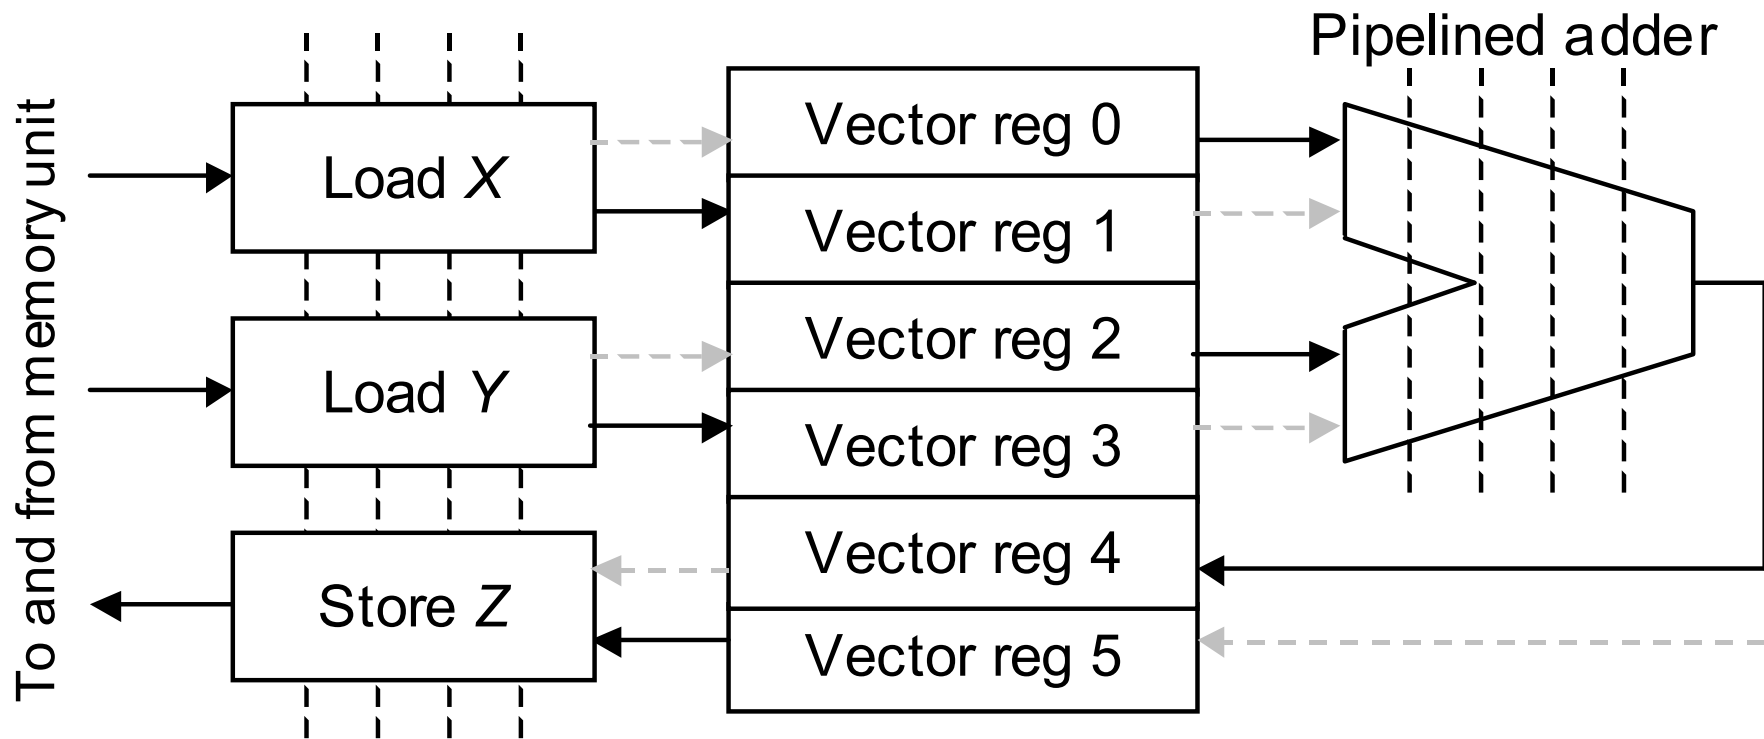 Pipelined adder
To and from memory unit
Load X
Load Y
Store Z
Vector reg 0
Vector reg 1
Vector reg 2
Vector reg 3
Vector reg 4
Vector reg 5